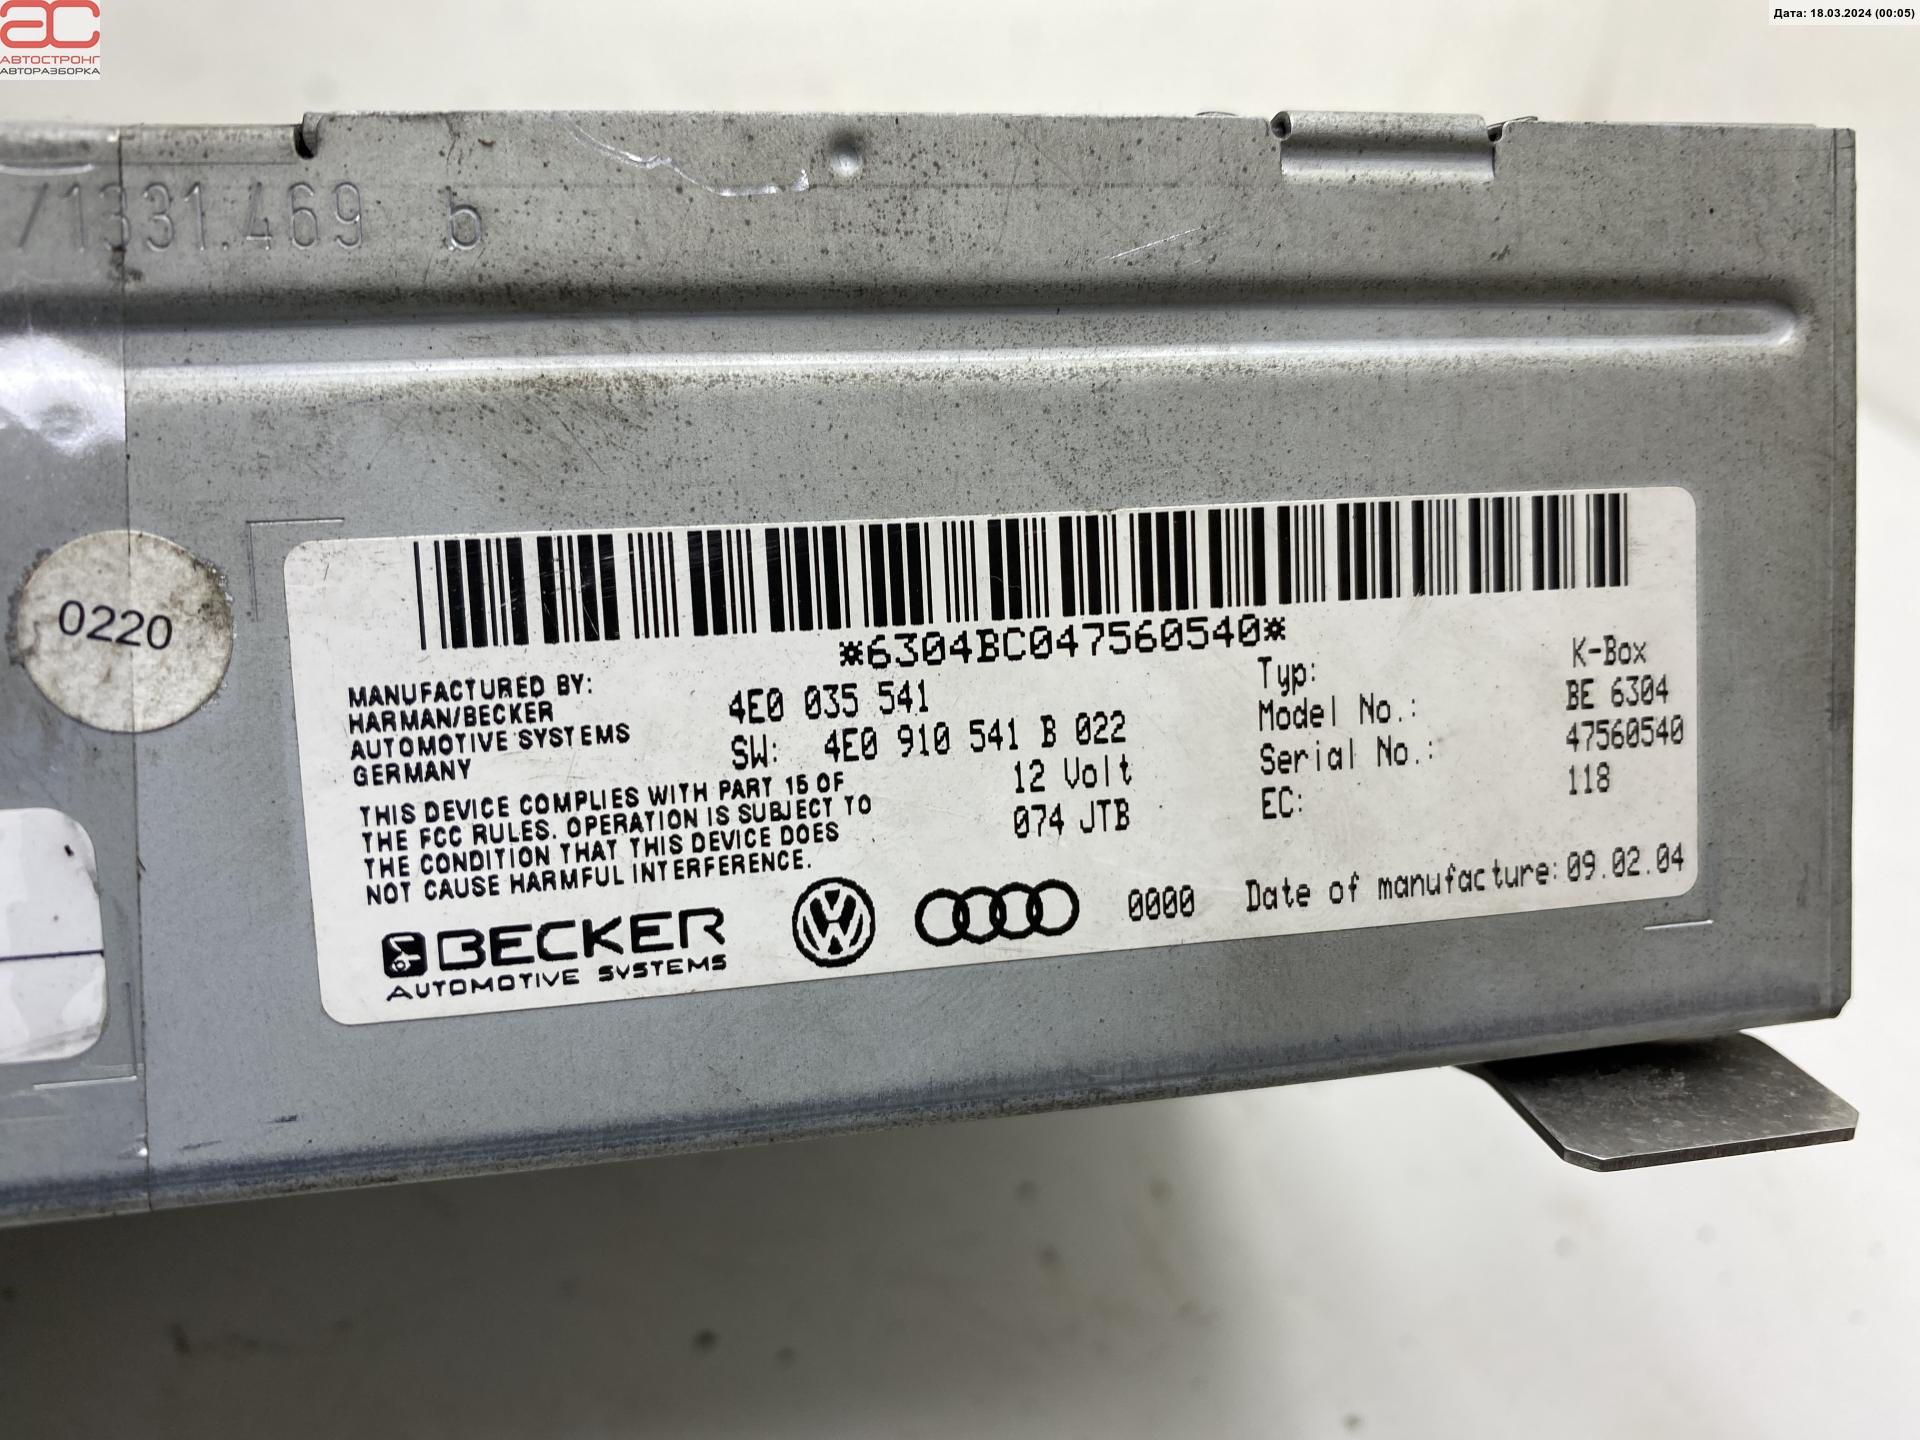 АС
АВТОСТРОНГ
АВТОРАЗБОРКА
Дата: 18.03.2024 (00:05)
/1331.469 b
0220
*6304BC047560540*
MANUFACTURED BY:
HARMAN/BECKER
AUTOMOTIVE SYSTEMS
GERMANY
4E0 035 541
SW: 4E0 910 541 B 022
12 Volt
074 JTB
Typ: K-Box
Model No.: BE 6304
Serial No.: 47560540
EC: 118
THIS DEVICE COMPLIES WITH PART 15 OF
THE FCC RULES. OPERATION IS SUBJECT TO
THE CONDITION THAT THIS DEVICE DOES
NOT CAUSE HARMFUL INTERFERENCE.
BECKER
AUTOMOTIVE SYSTEMS
0000
Date of manufacture: 09.02.04